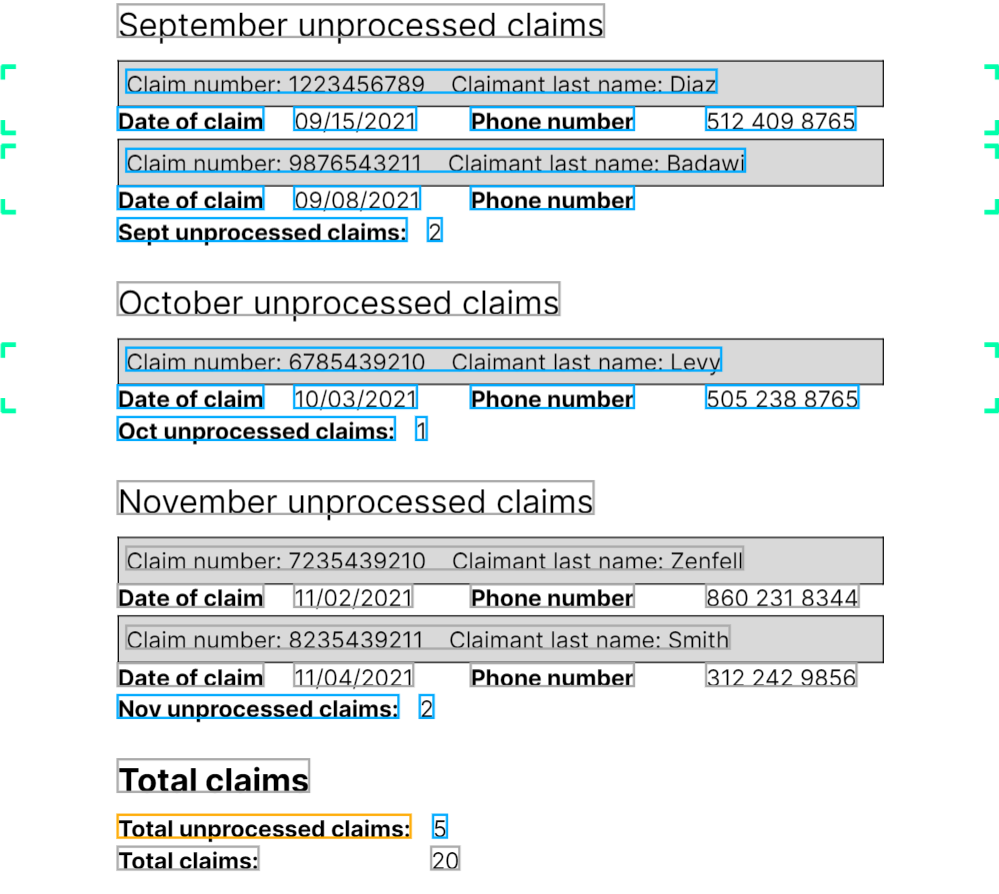 September unprocessed claims
Claim number: 1223456789 Claimant last name: Diaz
Date of claim 09/15/2021 Phone number 512 409 8765
Claim number: 9876543211 Claimant last name: Badawi
Date of claim 09/08/2021 Phone number
Sept unprocessed claims: 2
October unprocessed claims
Claim number: 6785439210 Claimant last name: Levy
Date of claim 10/03/2021 Phone number 505 238 8765
Oct unprocessed claims: 1
November unprocessed claims
Claim number: 7235439210 Claimant last name: Zenfell
Date of claim 11/02/2021 Phone number 860 231 8344
Claim number: 8235439211 Claimant last name: Smith
Date of claim 11/04/2021 Phone number 312 242 9856
Nov unprocessed claims: 2
Total claims
Total unprocessed claims: 5
Total claims: 20